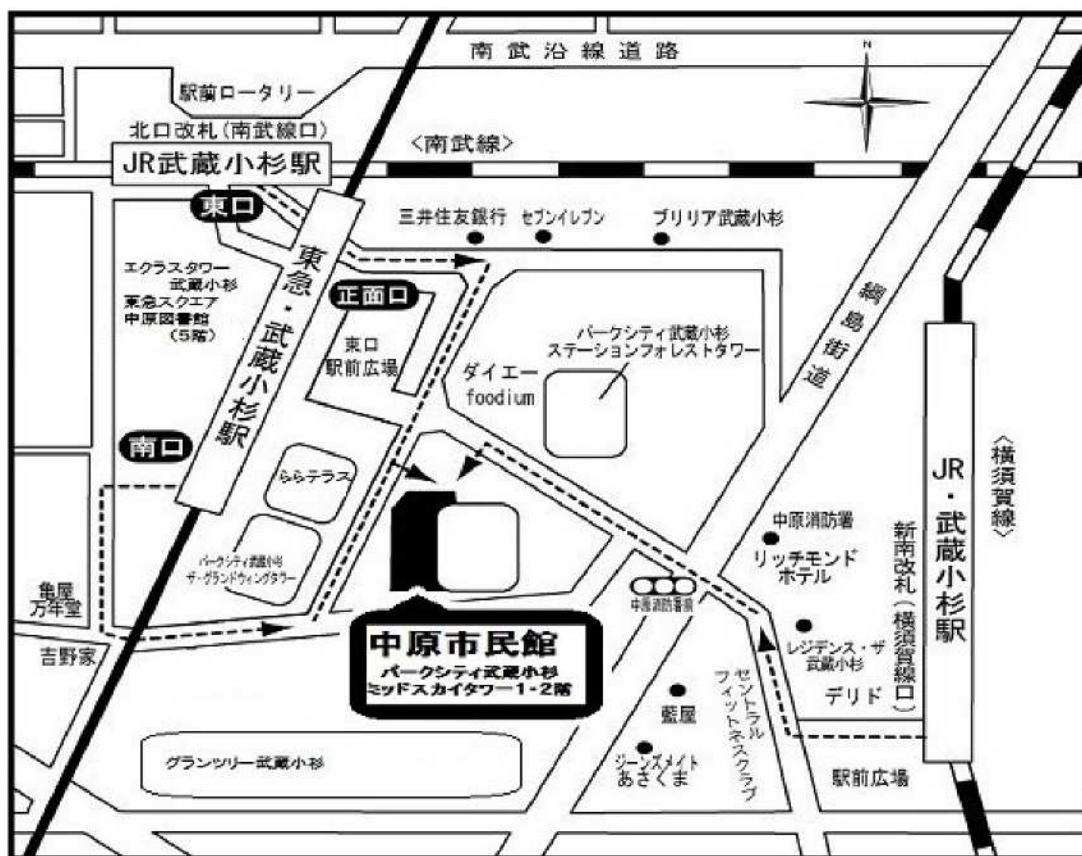 南武沿線道路
N
駅前ロータリー
北口改札(南武線口)
JR武蔵小杉駅
<南武線>
東口
三井住友銀行
セブンイレブン
ブリリア武蔵小杉
エクラスタワー
武蔵小杉
東急スクエア
中原図書館
(5階)
東急・武蔵小杉駅
正面口
東口
駅前広場
ダイエー
foodium
パークシティ武蔵小杉
ステーションフォレストタワー
綱島街道
南口
ららテラス
パークシティ武蔵小杉
ザ・グランドウィングタワー
<横須賀線>
JR・武蔵小杉駅
新南改札(横須賀線口)
中原消防署
リッチモンド
ホテル
中原消防署前
亀屋
万年堂
吉野家
中原市民館
パークシティ武蔵小杉
ミッドスカイタワー1・2階
レジデンス・ザ
武蔵小杉
デリド
藍屋
セントラル
フィットネスクラブ
ジーンズメイト
あさくま
グランツリー武蔵小杉
駅前広場